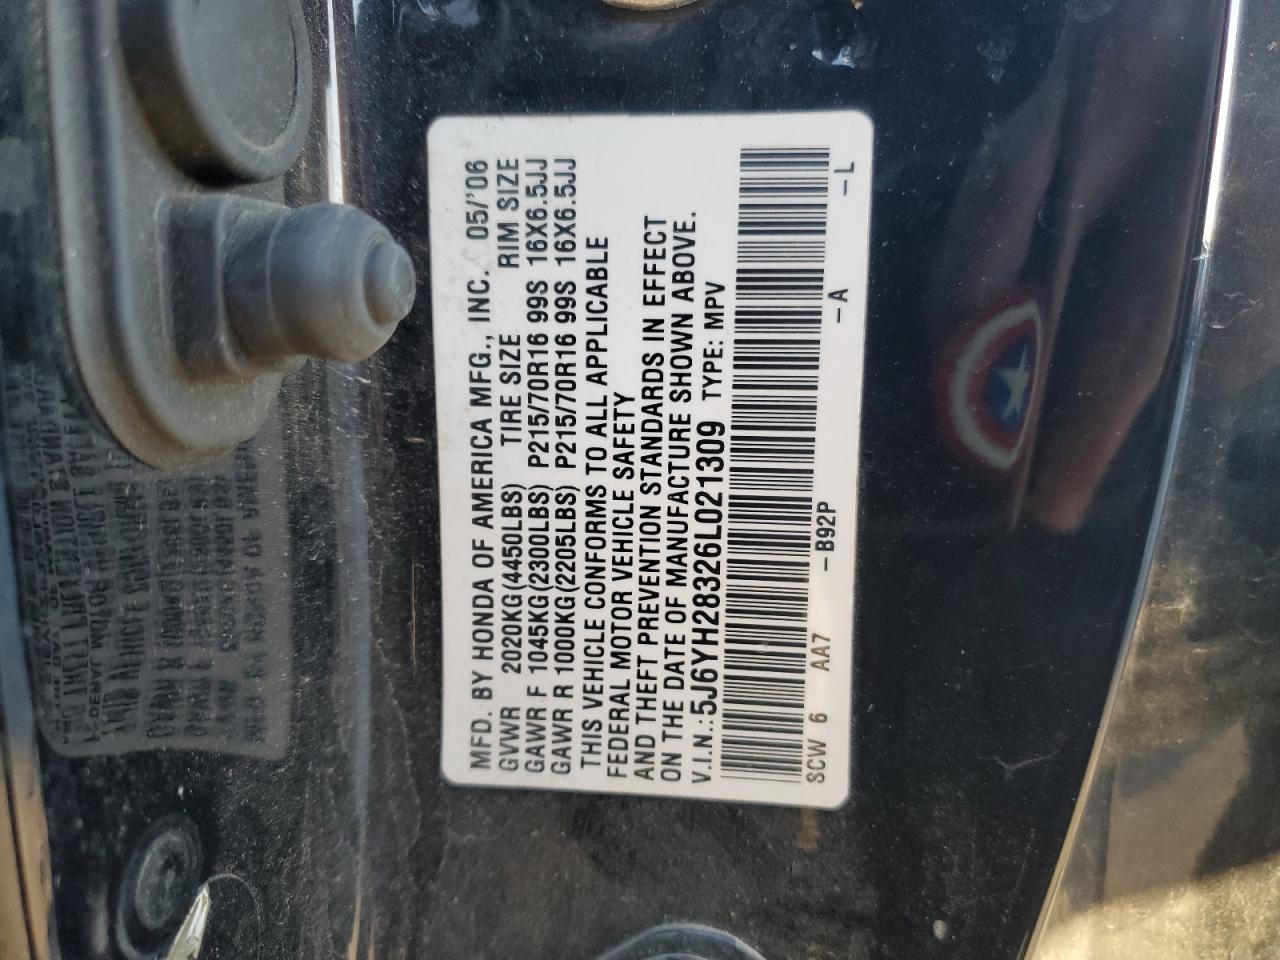 MFD. BY HONDA OF AMERICA MFG., INC. 05/'06
GVWR 2020KG(4450LBS) TIRE SIZE RIM SIZE
GAWR F 1045KG(2300LBS) P215/70R16 99S 16X6.5JJ
GAWR R 1000KG(2205LBS) P215/70R16 99S 16X6.5JJ
THIS VEHICLE CONFORMS TO ALL APPLICABLE
FEDERAL MOTOR VEHICLE SAFETY
AND THEFT PREVENTION STANDARDS IN EFFECT
ON THE DATE OF MANUFACTURE SHOWN ABOVE.
V.I.N.:5J6YH28326L021309 TYPE: MPV
SCW 6 AA7 -B92P -A -L